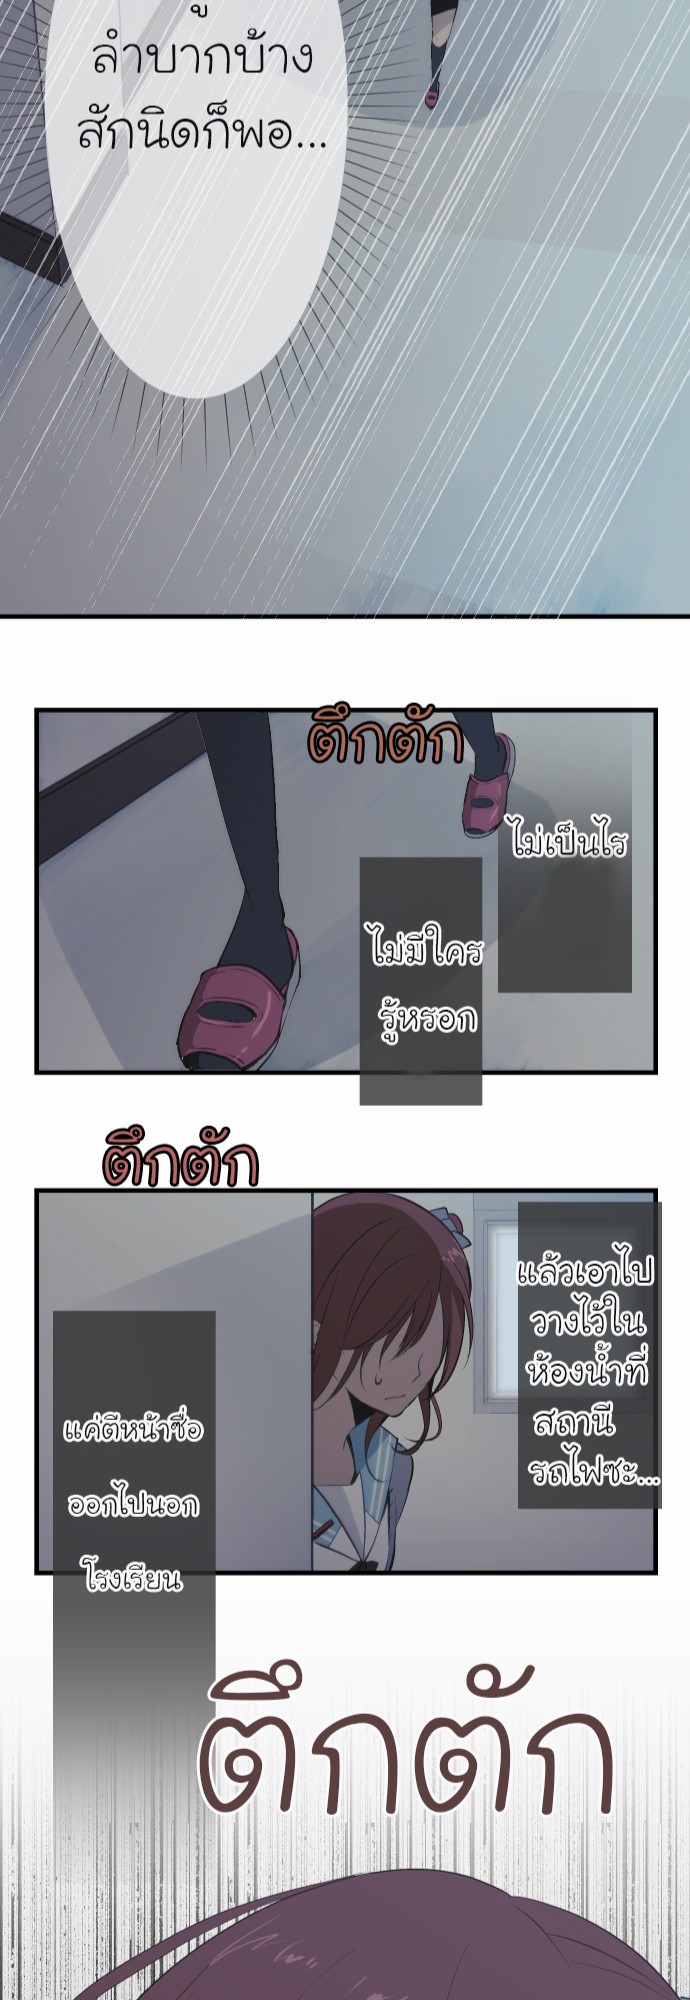 ลำบากบ้าง
สักนิดก็พอ...
ตึกตัก
ไม่เป็นไร
ไม่มีใคร
รู้หรอก
ตึกตัก
แล้วเอาไป
วางไว้ใน
ห้องน้ำที่
สถานี
รถไฟซะ...
แค่ตีหน้าซื่อ
ออกไปนอก
โรงเรียน
ตึกตัก